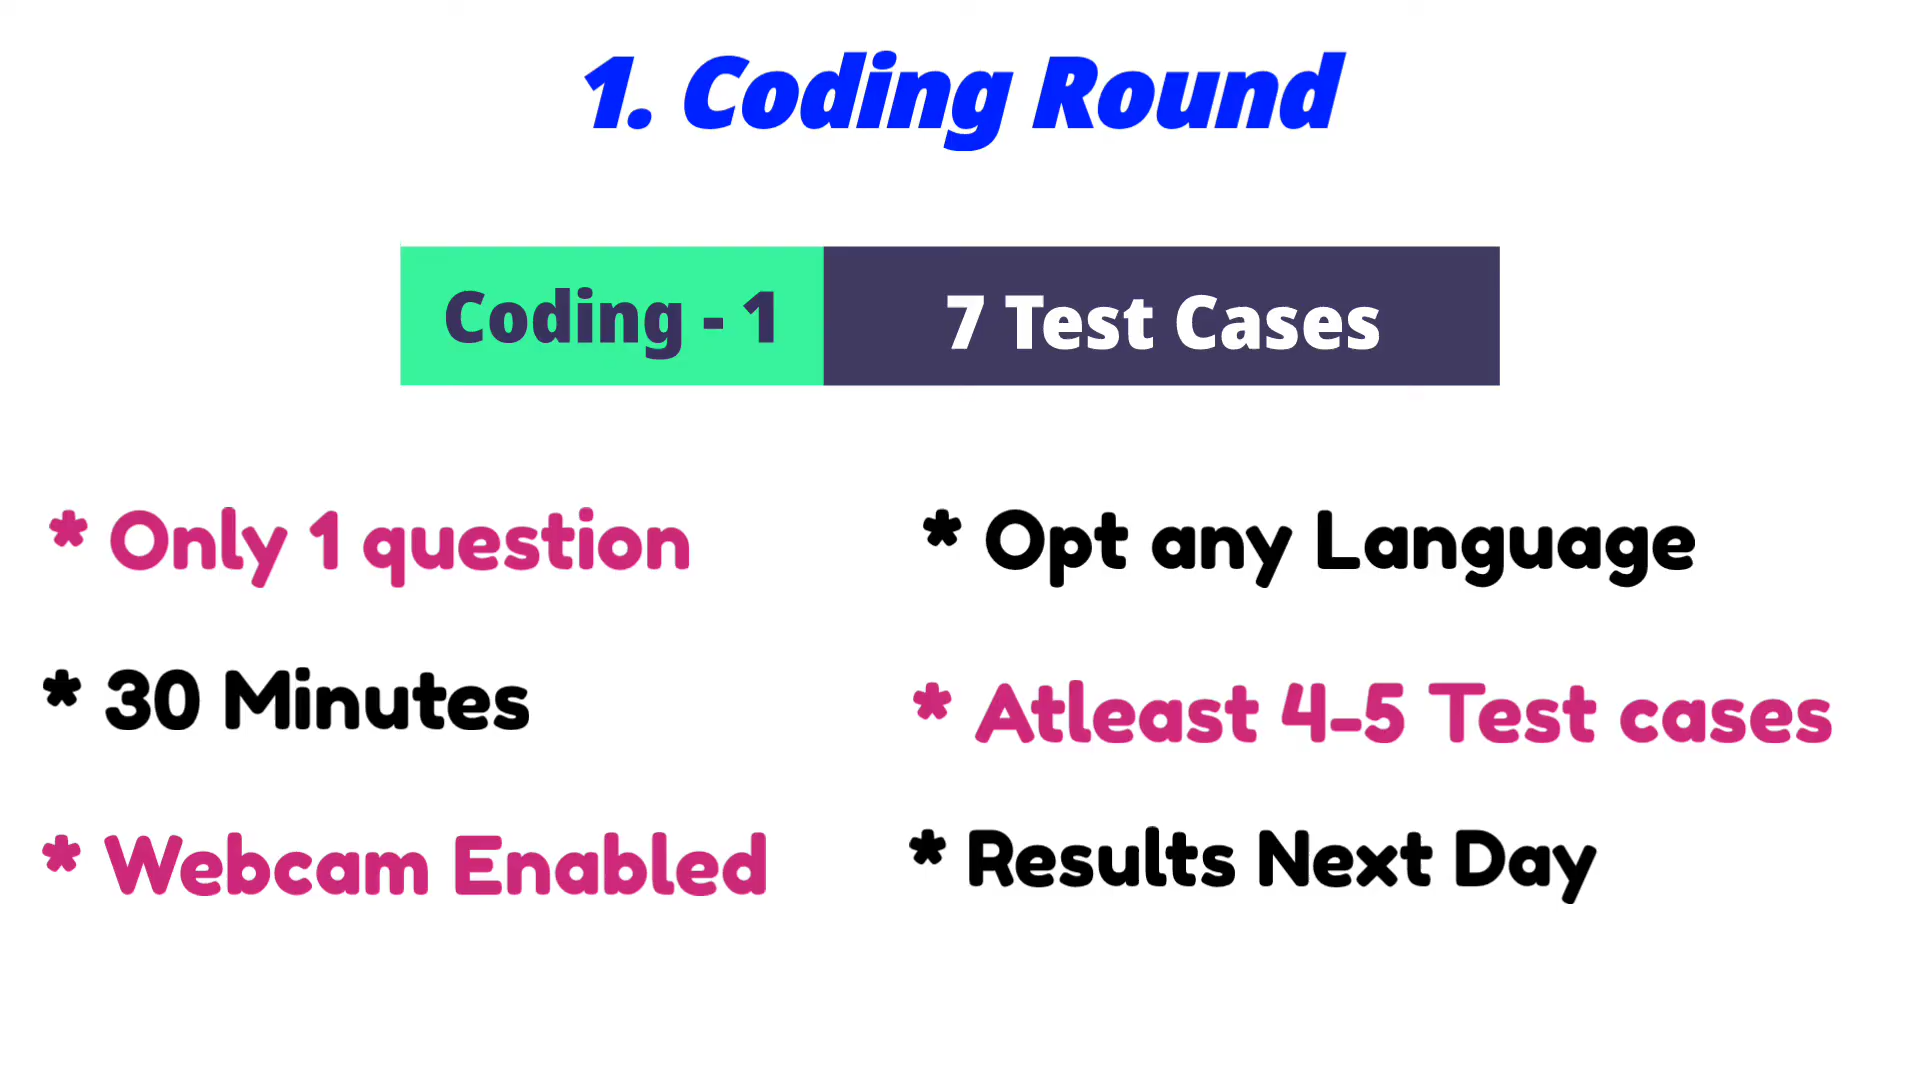 1. Coding Round
Coding - 1
7 Test Cases
* Only 1 question
* Opt any Language
* 30 Minutes
* Atleast 4-5 Test cases
* Webcam Enabled
* Results Next Day